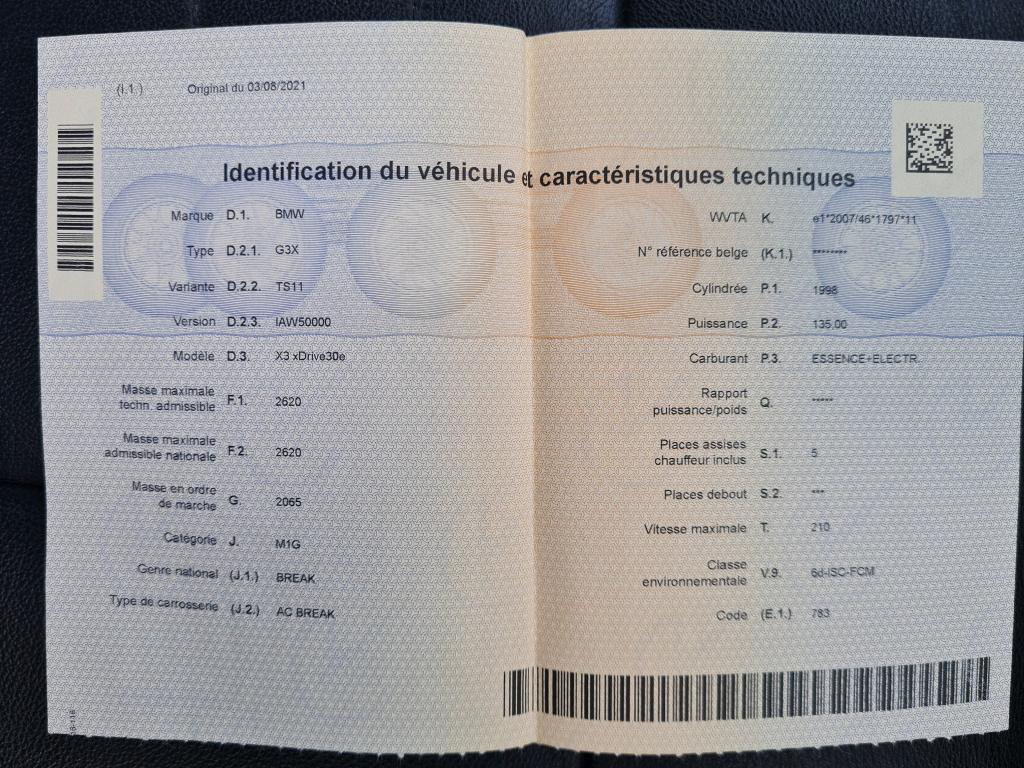 (I.1.) Original du 03/08/2021
Identification du véhicule et caractéristiques techniques
Marque D.1. BMW
Type D.2.1. G3X
Variante D.2.2. TS11
Version D.2.3. IAW50000
Modèle D.3. X3 xDrive30e
Masse maximale
techn. admissible F.1. 2620
Masse maximale
admissible nationale F.2. 2620
Masse en ordre
de marche G. 2065
Catégorie J. M1G
Genre national (J.1.) BREAK
Type de carrosserie (J.2.) AC BREAK
WVTA K. e1*2007/46*1797*11
N° référence belge (K.1.) ********
Cylindrée P.1. 1998
Puissance P.2. 135.00
Carburant P.3. ESSENCE+ELECTR.
Rapport
puissance/poids Q. *****
Places assises
chauffeur inclus S.1. 5
Places debout S.2. ***
Vitesse maximale T. 210
Classe
environnementale V.9. 6d-ISC-FCM
Code (E.1.) 783